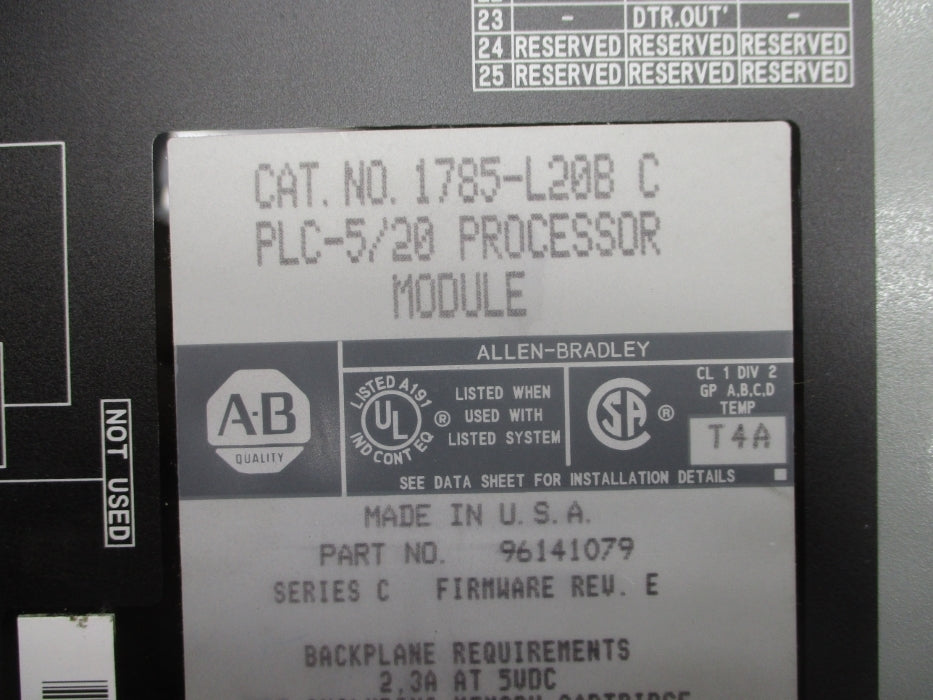 23 - DTR.OUT' -
24 RESERVED RESERVED RESERVED
25 RESERVED RESERVED RESERVED
CAT. NO. 1785-L20B C
PLC-5/20 PROCESSOR
MODULE
ALLEN-BRADLEY
A-B
QUALITY
LISTED A191
UL
IND CONT EQ
®
LISTED WHEN
USED WITH
LISTED SYSTEM
SA
®
CL 1 DIV 2
GP A,B,C,D
TEMP
T4A
SEE DATA SHEET FOR INSTALLATION DETAILS
NOT USED
MADE IN U.S.A.
PART NO. 96141079
SERIES C FIRMWARE REV. E
BACKPLANE REQUIREMENTS
2.3A AT 5VDC
MEMORY CARTRIDGE